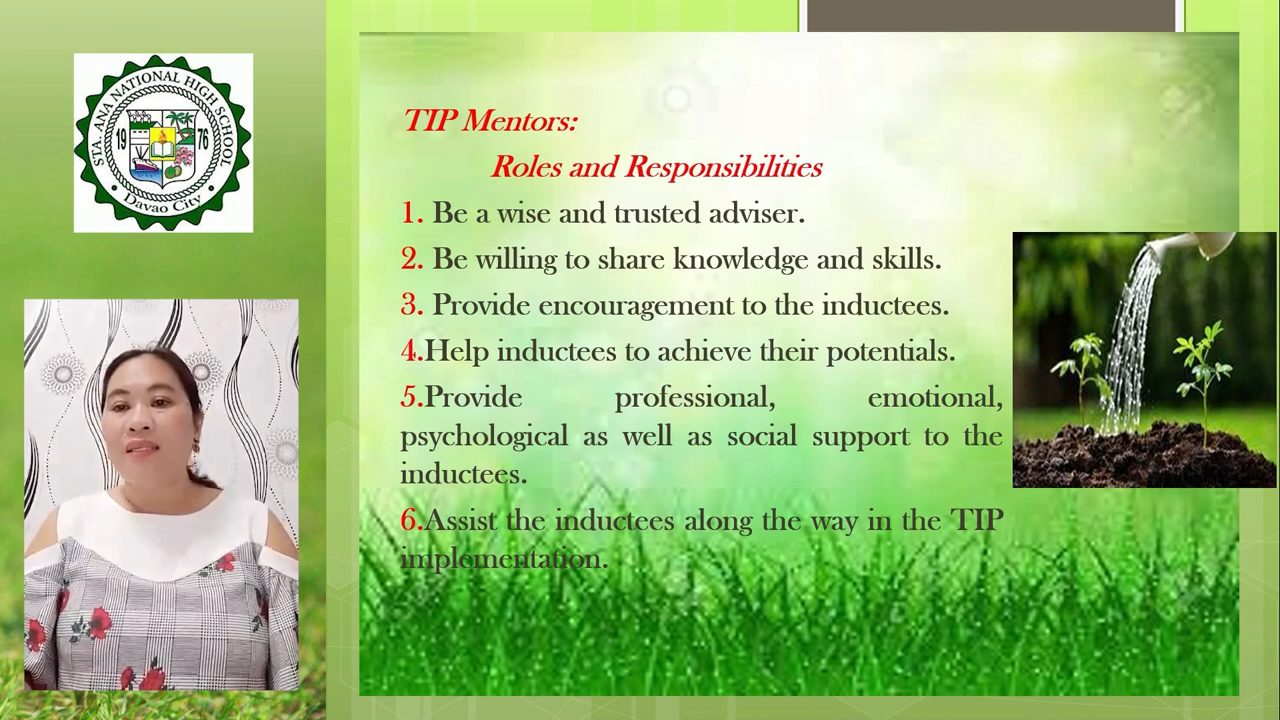 STA. ANA NATIONAL HIGH SCHOOL
19 76
Davao City
TIP Mentors:
Roles and Responsibilities
1. Be a wise and trusted adviser.
2. Be willing to share knowledge and skills.
3. Provide encouragement to the inductees.
4.Help inductees to achieve their potentials.
5.Provide professional, emotional,
psychological as well as social support to the
inductees.
6.Assist the inductees along the way in the TIP
implementation.